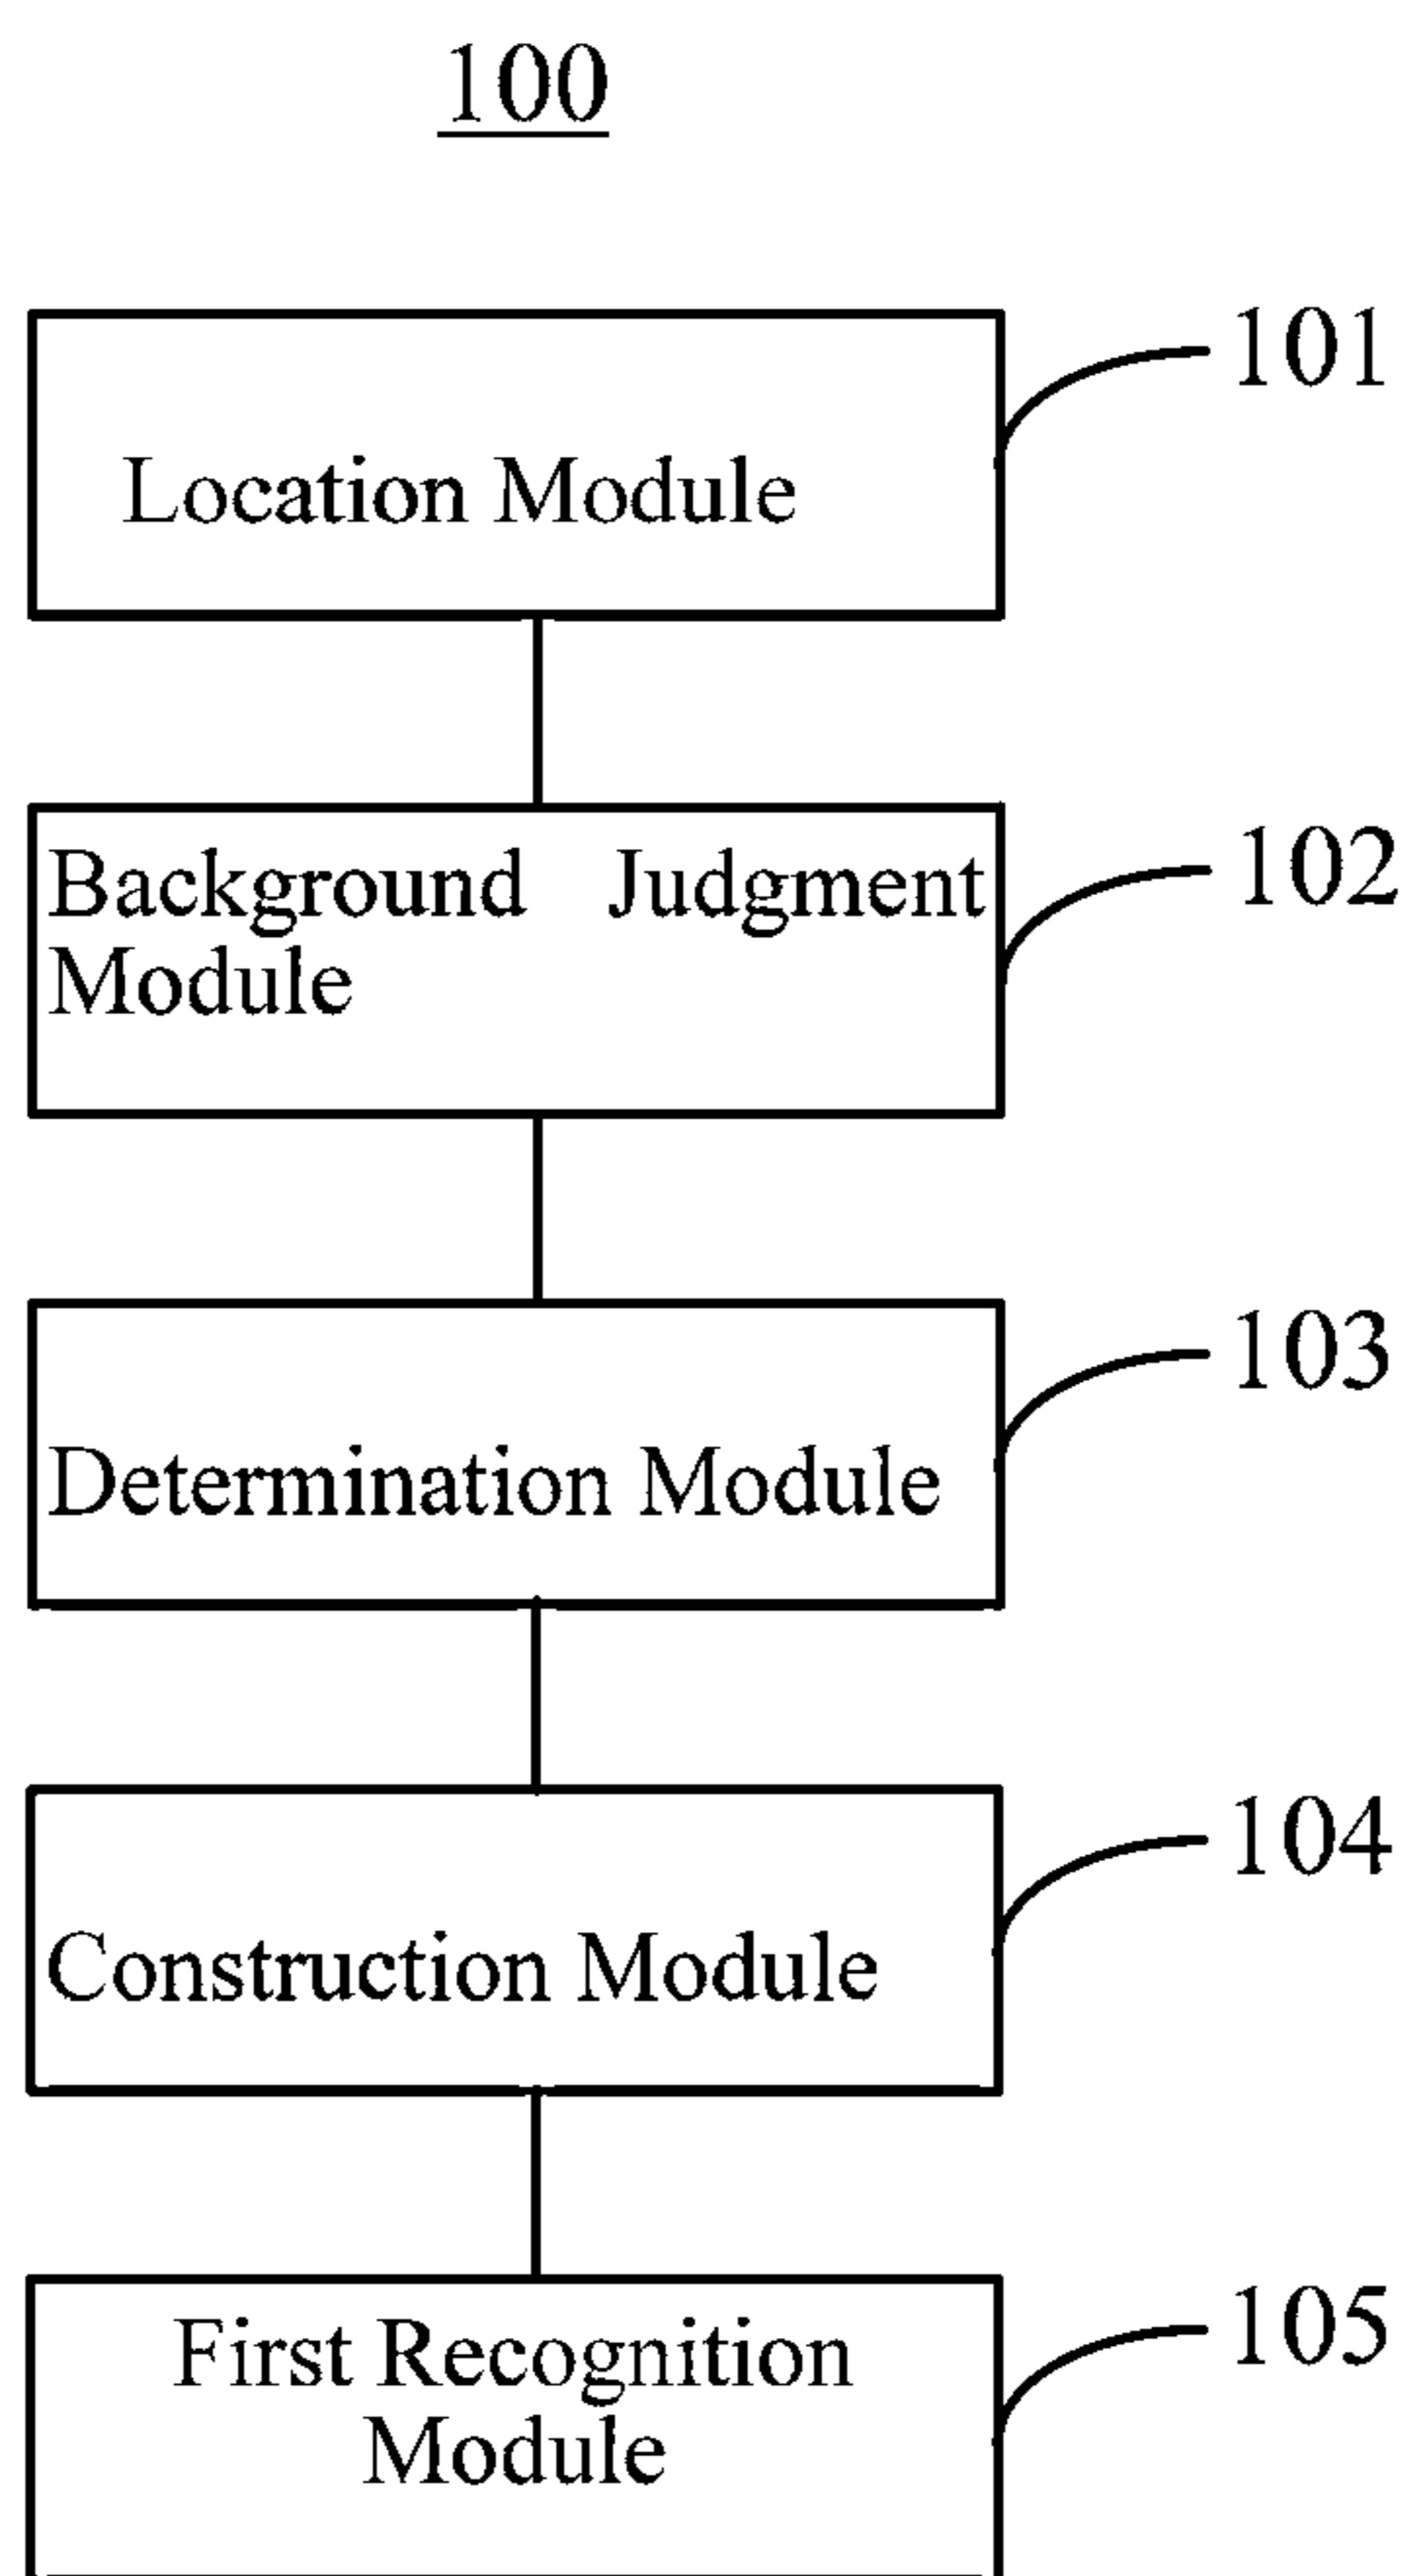 100
Location Module
101
Background Judgment
Module
102
Determination Module
103
Construction Module
104
First Recognition
Module
105